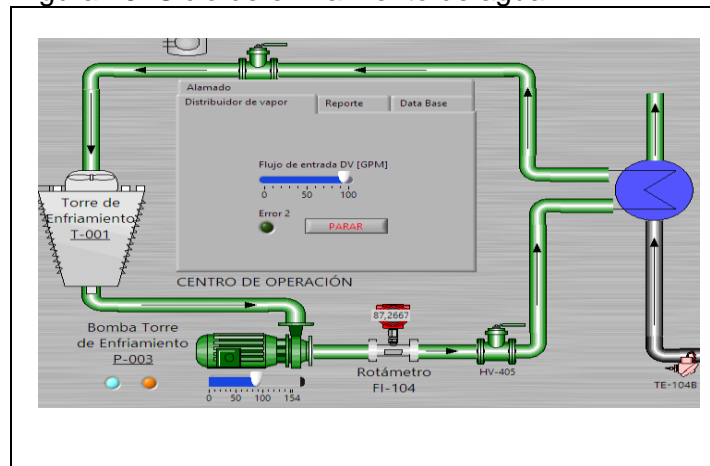 Alamado
Distribuidor de vapor
Reporte
Data Base
Flujo de entrada DV [GPM]
0 50 100
Error 2
PARAR
Torre de
Enfriamiento
T-001
CENTRO DE OPERACIÓN
Bomba Torre
de Enfriamiento
P-003
0 50 100 154
87,2667
Rotámetro
FI-104
HV-405
TE-104B